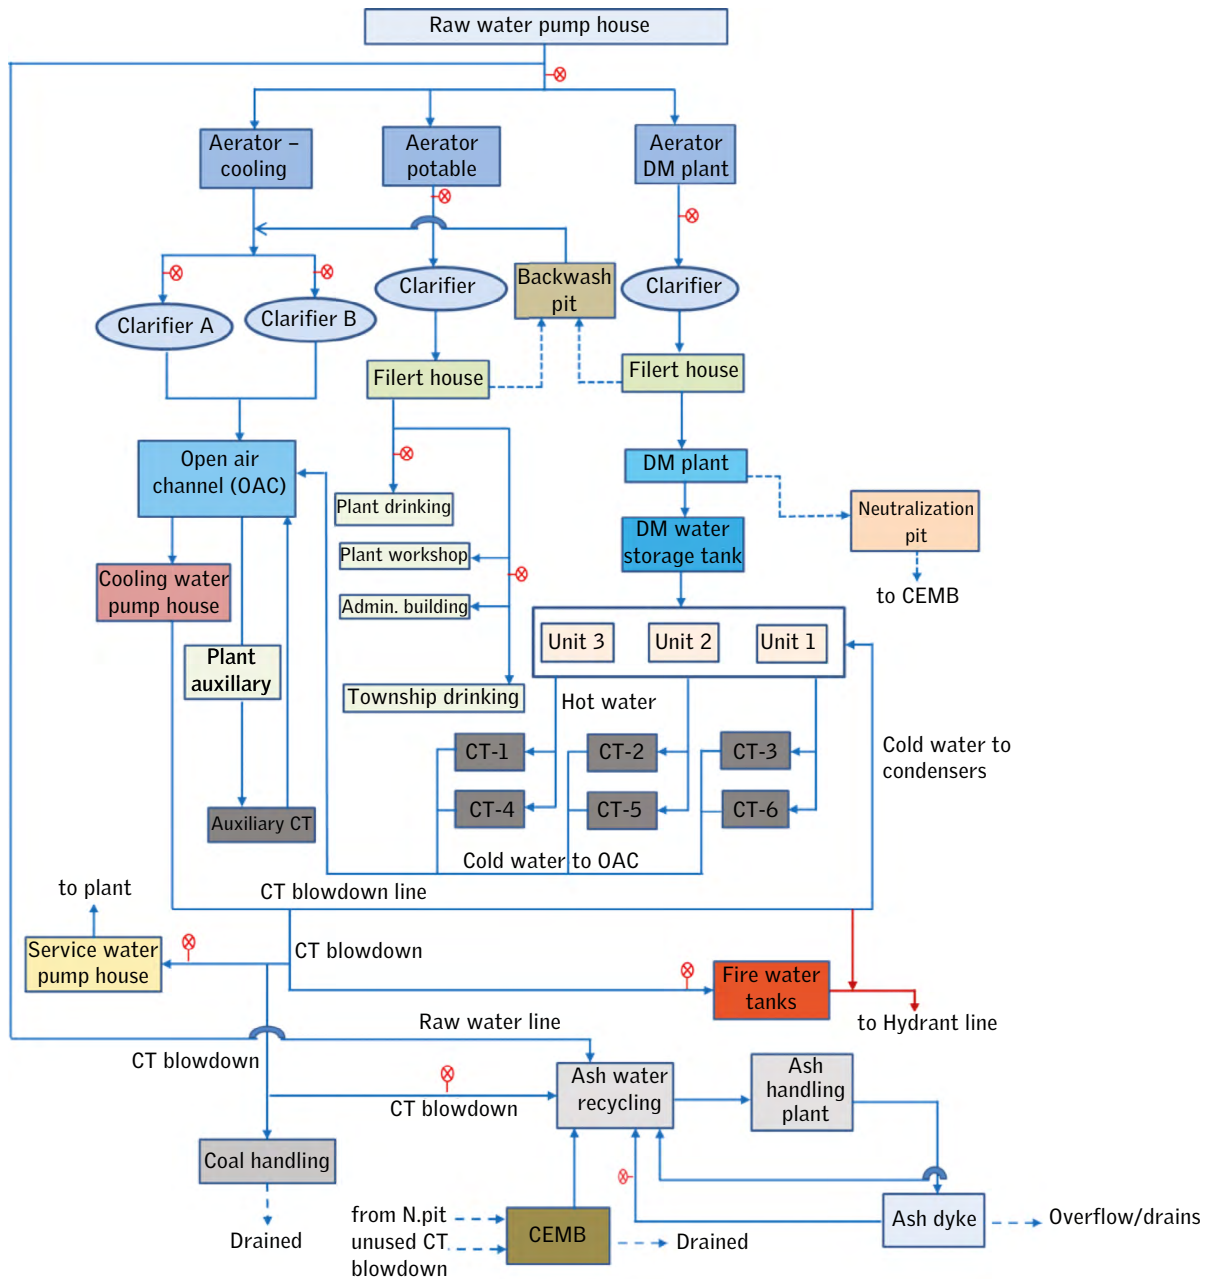 Raw water pump house
Aerator –
cooling
Aerator
potable
Aerator
DM plant
Clarifier A
Clarifier B
Clarifier
Backwash
pit
Clarifier
Filert house
Filert house
Open air
channel (OAC)
DM plant
Plant drinking
Neutralization
pit
DM water
storage tank
Plant workshop
Cooling water
pump house
to CEMB
Admin. building
Unit 3
Unit 2
Unit 1
Plant
auxillary
Township drinking
Hot water
CT-1
CT-2
CT-3
Cold water to
condensers
CT-4
CT-5
CT-6
Auxiliary CT
Cold water to OAC
to plant
CT blowdown line
Service water
pump house
CT blowdown
Fire water
tanks
to Hydrant line
Raw water line
CT blowdown
Ash water
recycling
Ash
handling
plant
CT blowdown
Coal handling
from N.pit
unused CT
blowdown
CEMB
Drained
Ash dyke
Overflow/drains
Drained